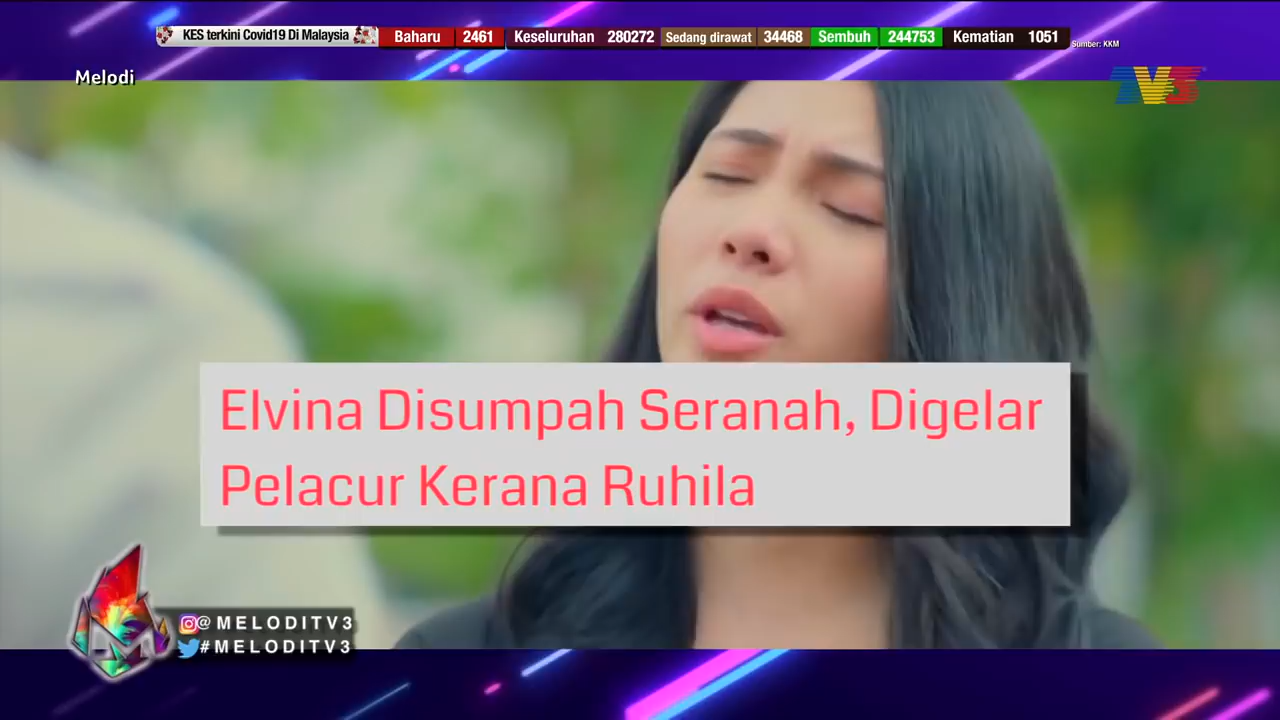 KES terkini Covid19 Di Malaysia Baharu 2461 Keseluruhan 280272 Sedang dirawat 34468 Sembuh 244753 Kematian 1051 Sumber: KKM
Melodi
TV3
Elvina Disumpah Seranah, Digelar
Pelacur Kerana Ruhila
@MELODITV3
#MELODITV3